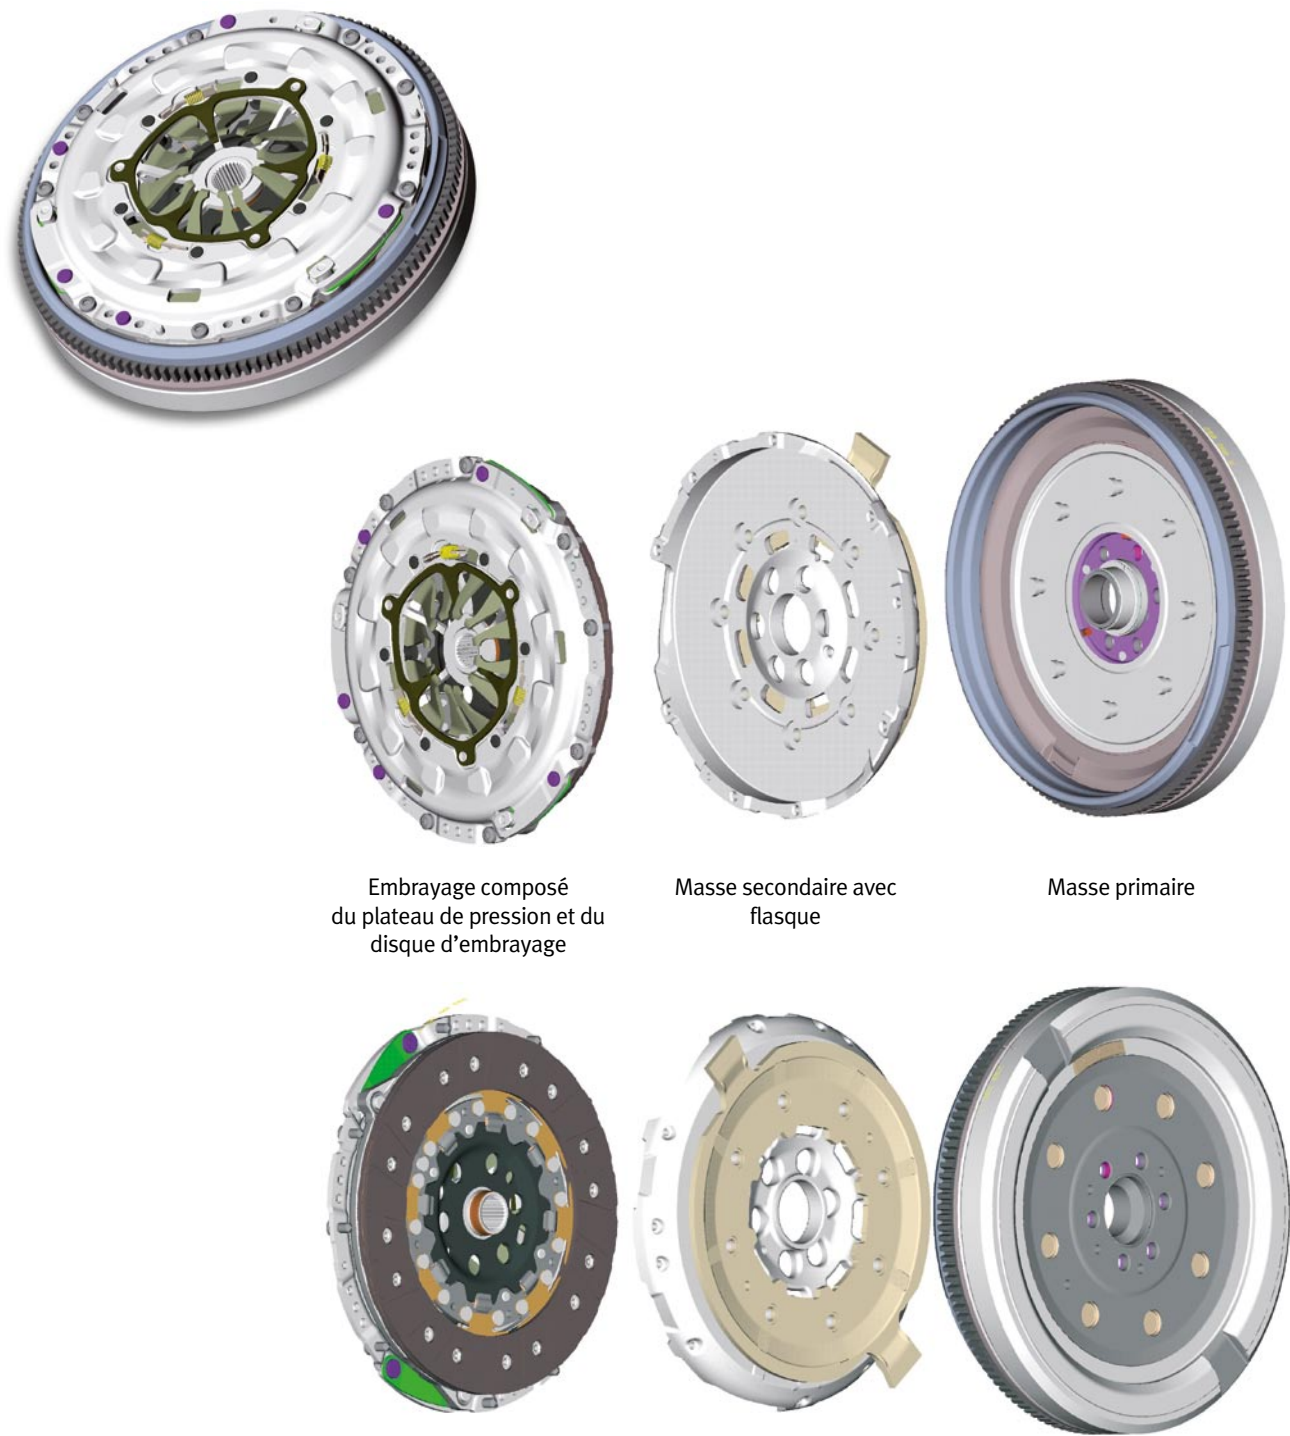 Embrayage composé
du plateau de pression et du
disque d'embrayage
Masse secondaire avec
flasque
Masse primaire